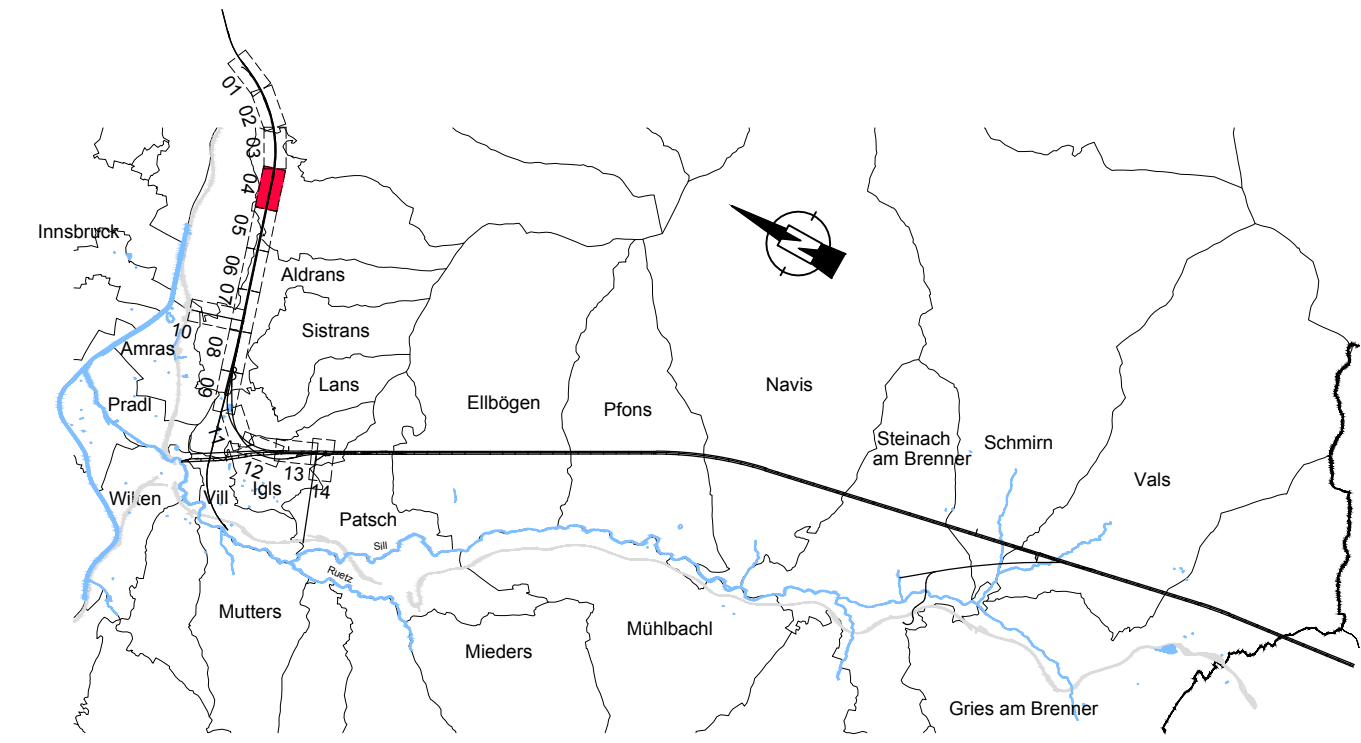 01
02
03
04
05
06
07
08
09
10
11
12
13
14
Innsbruck
Aldrans
Sistrans
Amras
Lans
Pradl
Ellbögen
Pfons
Navis
Steinach
am Brenner
Schmirn
Vals
Wilten
Vill
Igls
Patsch
Sill
Ruetz
Mutters
Mieders
Mühlbachl
Gries am Brenner
N